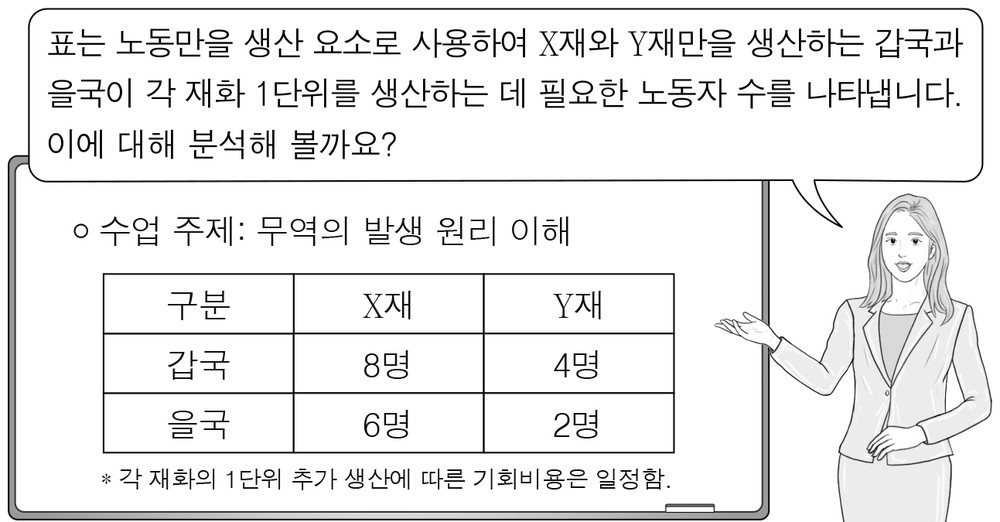 표는 노동만을 생산 요소로 사용하여 X재와 Y재만을 생산하는 갑국과
을국이 각 재화 1단위를 생산하는 데 필요한 노동자 수를 나타냅니다.
이에 대해 분석해 볼까요?
○ 수업 주제: 무역의 발생 원리 이해
구분 X재 Y재
갑국 8명 4명
을국 6명 2명
* 각 재화의 1단위 추가 생산에 따른 기회비용은 일정함.